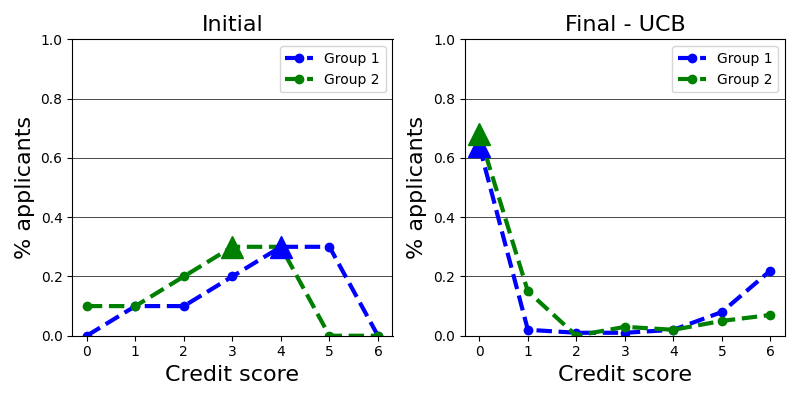 Initial
Group 1
Group 2
1.0
0.8
0.6
0.4
0.2
0.0
% applicants
0 1 2 3 4 5 6
Credit score
Final - UCB
Group 1
Group 2
1.0
0.8
0.6
0.4
0.2
0.0
% applicants
0 1 2 3 4 5 6
Credit score